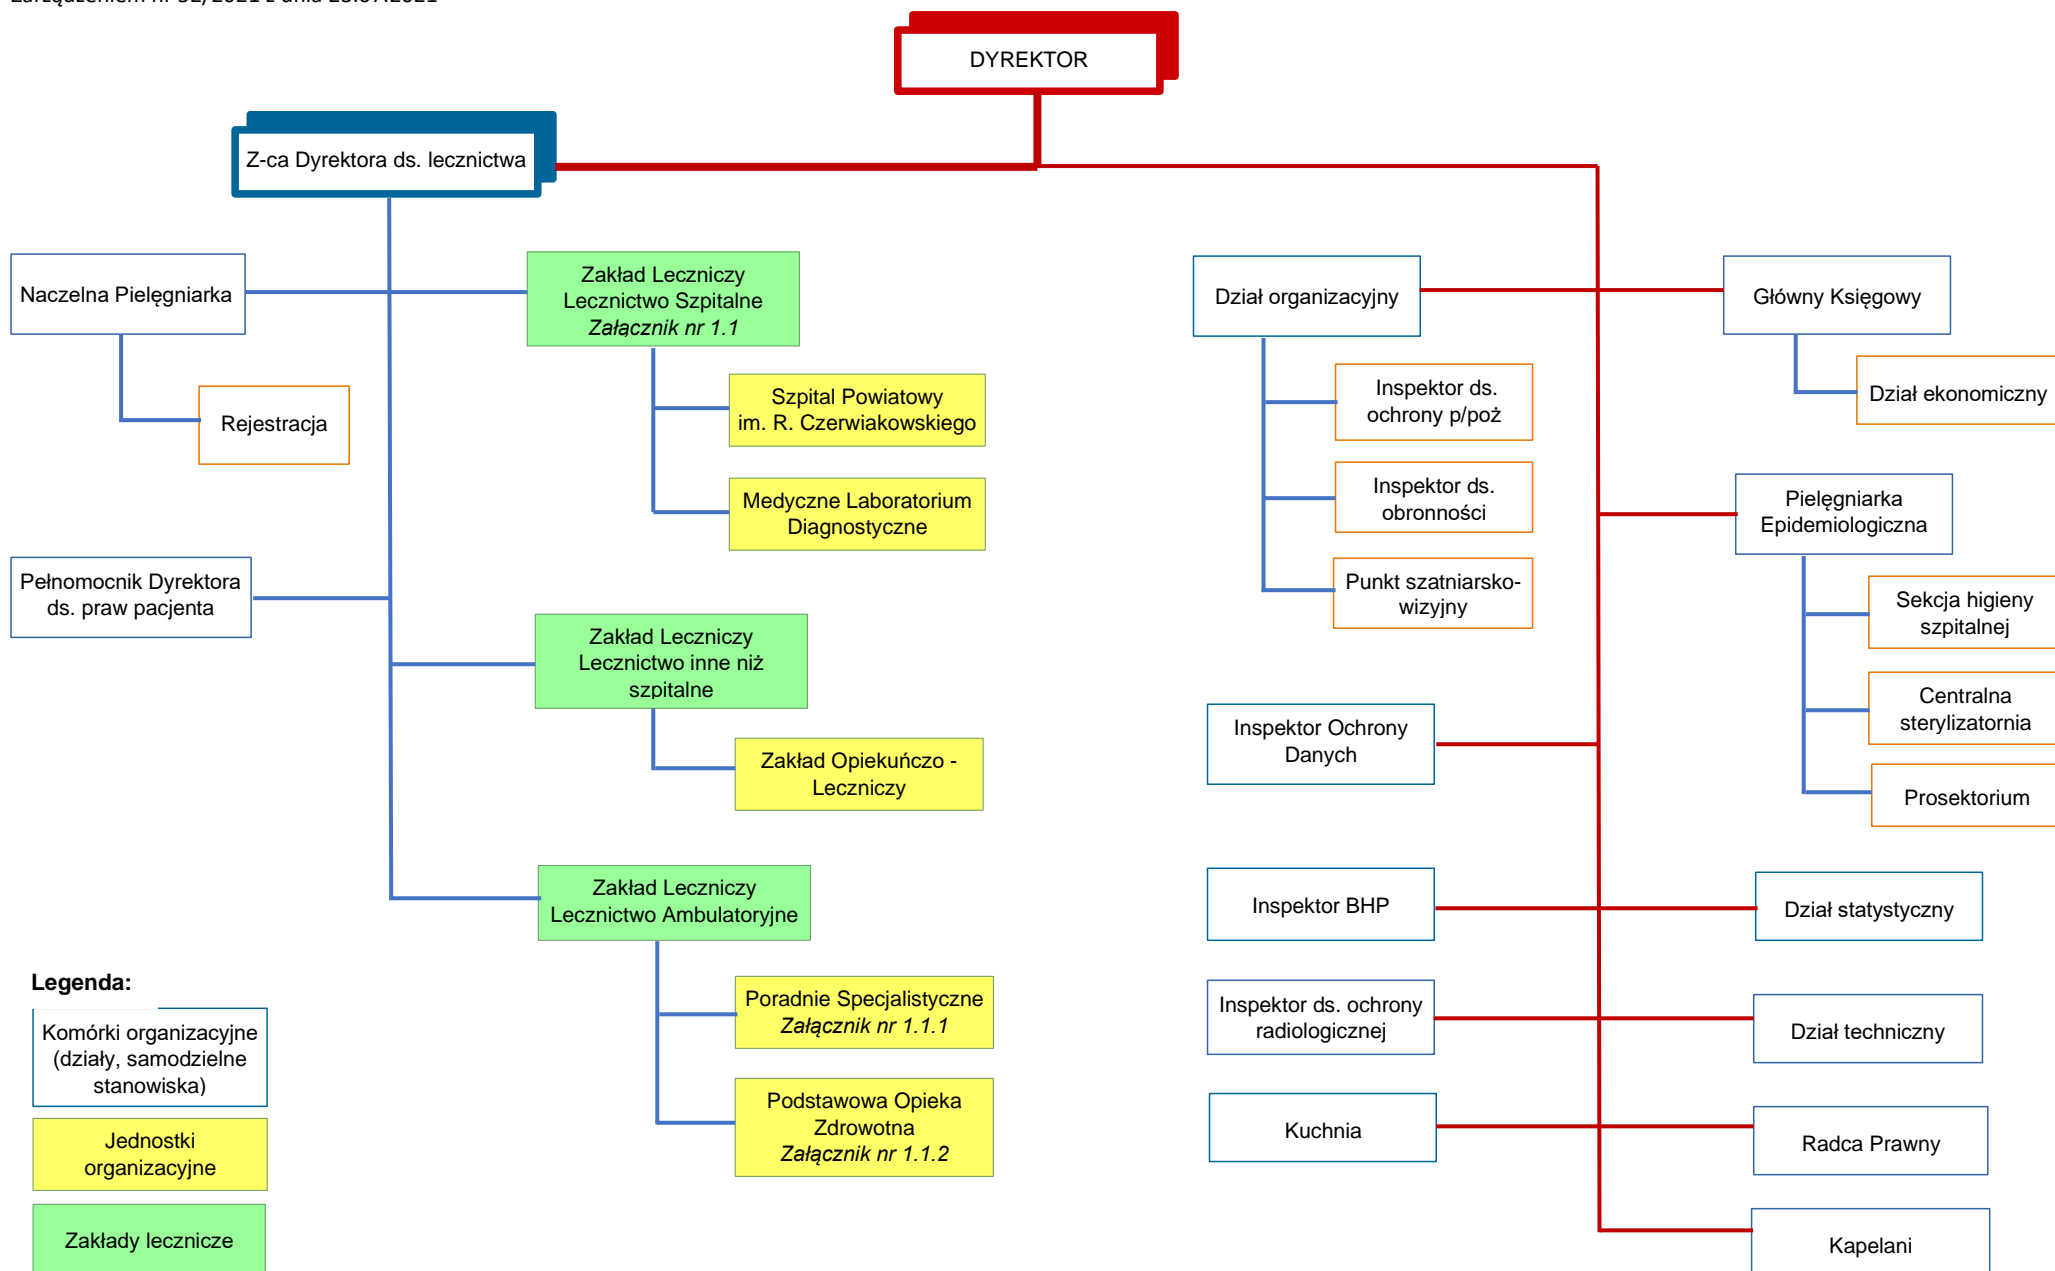 DYREKTOR
Z-ca Dyrektora ds. lecznictwa
Naczelna Pielęgniarka
Rejestracja
Pełnomocnik Dyrektora
ds. praw pacjenta
Zakład Leczniczy
Lecznictwo Szpitalne
Załącznik nr 1.1
Szpital Powiatowy
im. R. Czerwiakowskiego
Medyczne Laboratorium
Diagnostyczne
Zakład Leczniczy
Lecznictwo inne niż
szpitalne
Zakład Opiekuńczo -
Leczniczy
Zakład Leczniczy
Lecznictwo Ambulatoryjne
Poradnie Specjalistyczne
Załącznik nr 1.1.1
Podstawowa Opieka
Zdrowotna
Załącznik nr 1.1.2
Dział organizacyjny
Inspektor ds.
ochrony p/poż
Inspektor ds.
obronności
Punkt szatniarsko-
wizyjny
Inspektor Ochrony
Danych
Inspektor BHP
Inspektor ds. ochrony
radiologicznej
Kuchnia
Główny Księgowy
Dział ekonomiczny
Pielęgniarka
Epidemiologiczna
Sekcja higieny
szpitalnej
Centralna
sterylizatornia
Prosektorium
Dział statystyczny
Dział techniczny
Radca Prawny
Kapelani
Legenda:
Komórki organizacyjne
(działy, samodzielne
stanowiska)
Jednostki
organizacyjne
Zakłady lecznicze